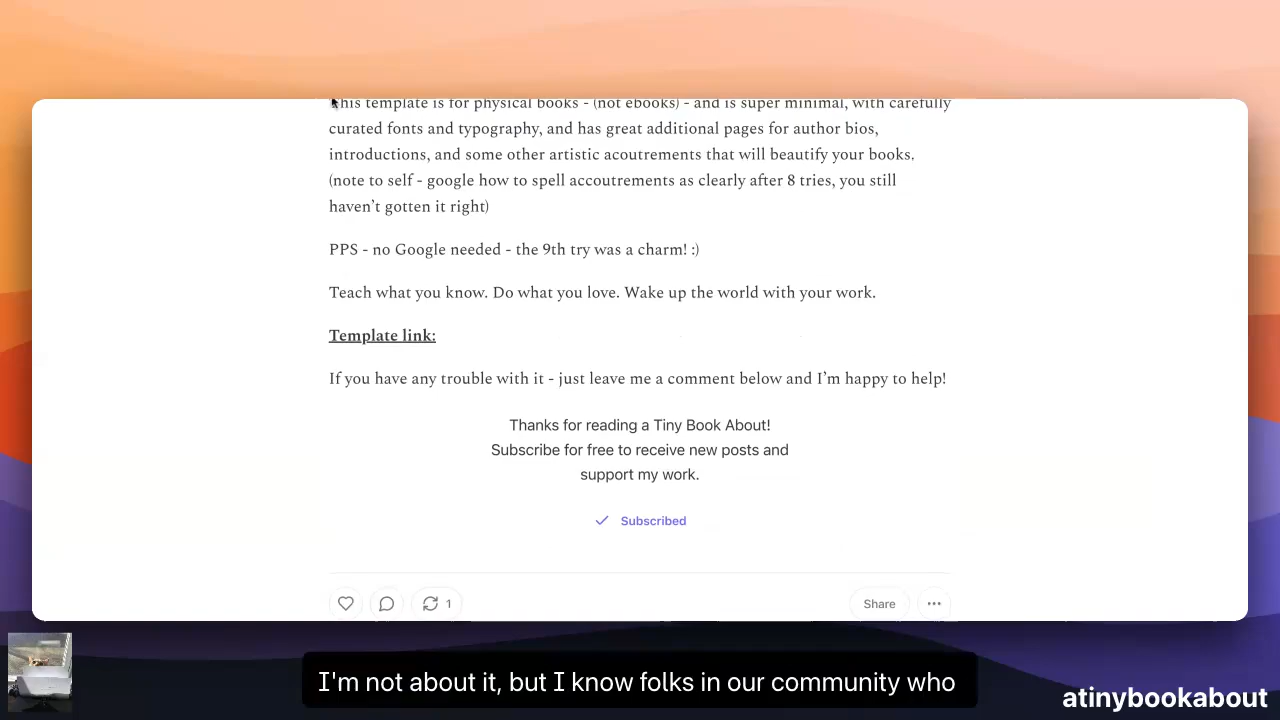 This template is for physical books - (not ebooks) - and is super minimal, with carefully
curated fonts and typography, and has great additional pages for author bios,
introductions, and some other artistic acoutrements that will beautify your books.
(note to self - google how to spell accoutrements as clearly after 8 tries, you still
haven’t gotten it right)
PPS - no Google needed - the 9th try was a charm! :)
Teach what you know. Do what you love. Wake up the world with your work.
Template link:
If you have any trouble with it - just leave me a comment below and I’m happy to help!
Thanks for reading a Tiny Book About!
Subscribe for free to receive new posts and
support my work.
Subscribed
1
Share
I'm not about it, but I know folks in our community who
atinybookabout